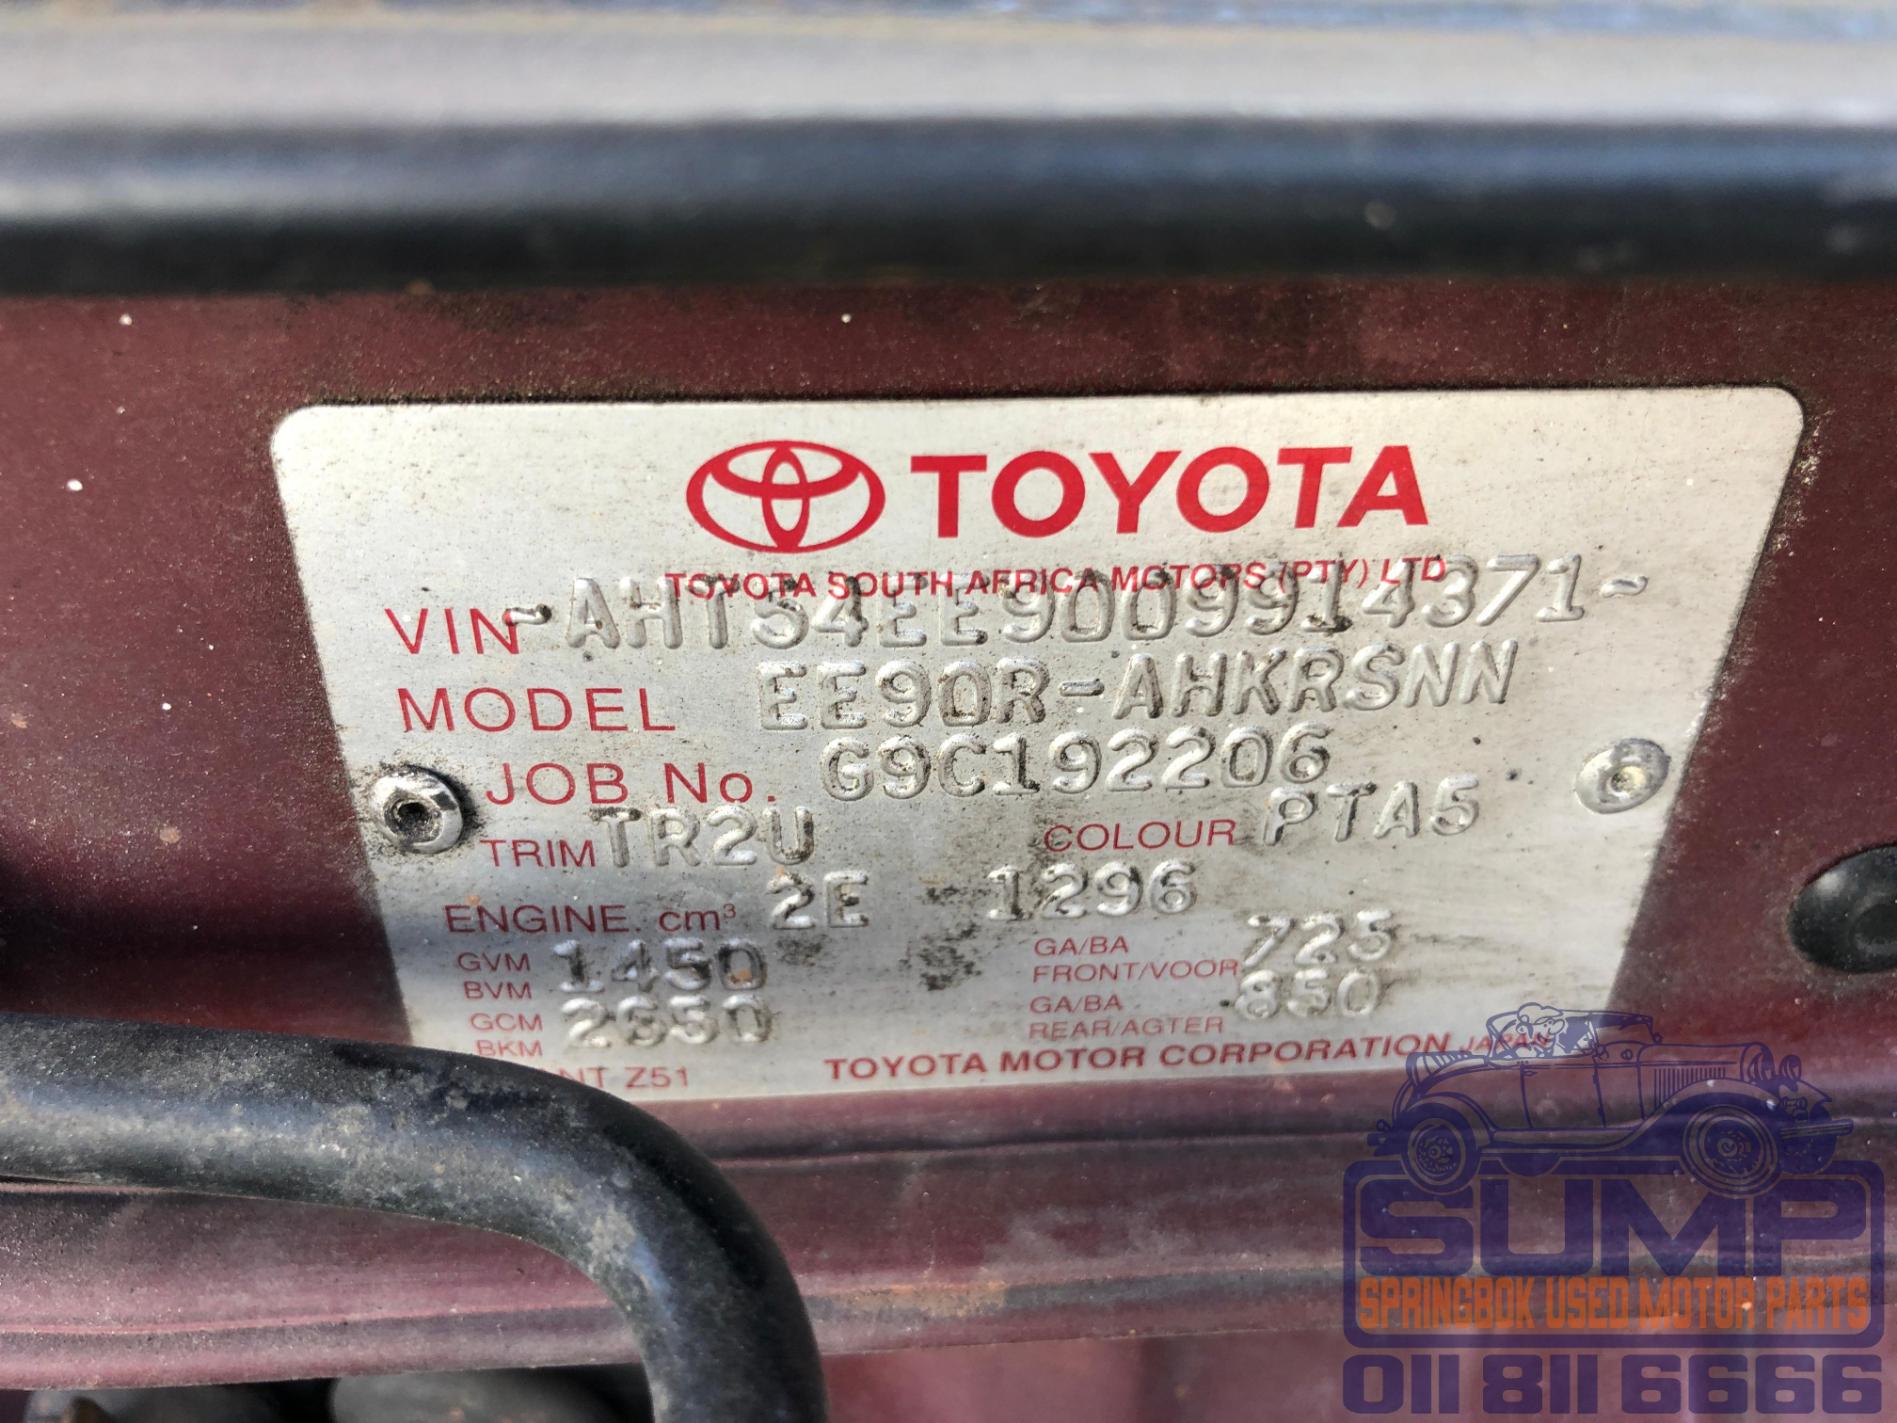 TOYOTA
TOYOTA SOUTH AFRICA MOTORS (PTY) LTD
VIN ~AHT54EE9009914371~
MODEL EE90R-AHKRSNN
JOB No. G9C192206
TRIM TR2U COLOUR PTA5
ENGINE. cm³ 2E 1296
GVM BVM 1450 GA/BA FRONT/VOOR 725
GCM BKM 2650 GA/BA REAR/AGTER 850
Z51 TOYOTA MOTOR CORPORATION JAPAN
SUMP
SPRINGBOK USED MOTOR PARTS
011 811 6666